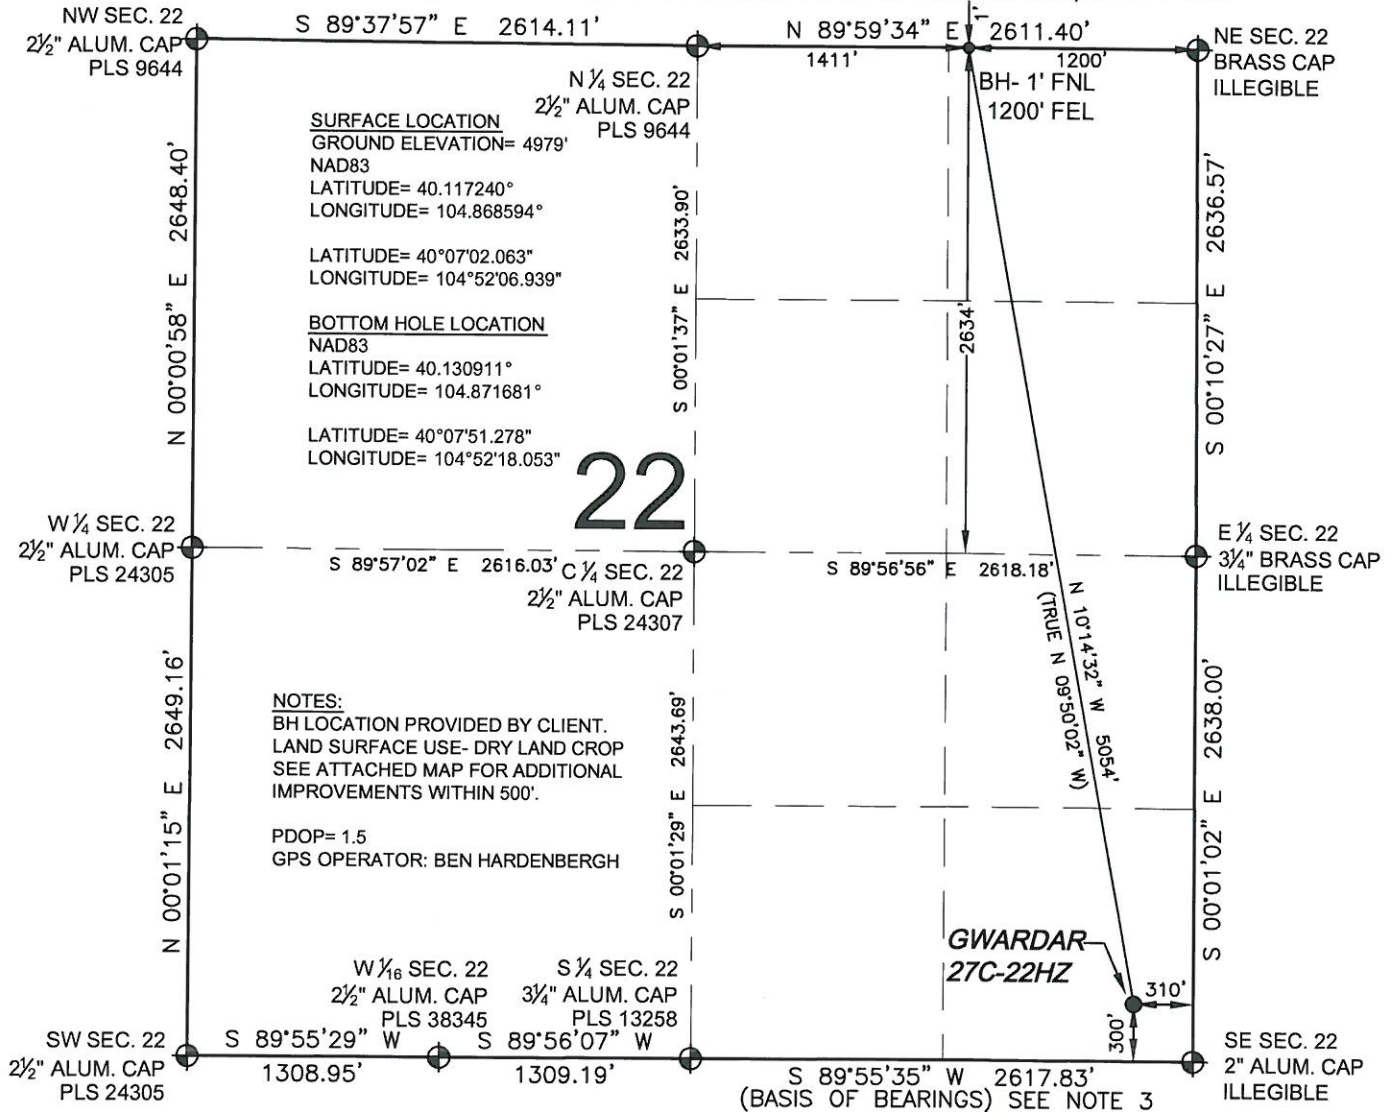 NW SEC. 22
2½" ALUM. CAP
PLS 9644
S 89°37'57" E 2614.11'
N 89°59'34" E 2611.40'
1'
1411'
1200'
NE SEC. 22
BRASS CAP
ILLEGIBLE
N ¼ SEC. 22
2½" ALUM. CAP
PLS 9644
BH- 1' FNL
1200' FEL
SURFACE LOCATION
GROUND ELEVATION= 4979'
NAD83
LATITUDE= 40.117240°
LONGITUDE= 104.868594°
LATITUDE= 40°07'02.063"
LONGITUDE= 104°52'06.939"
BOTTOM HOLE LOCATION
NAD83
LATITUDE= 40.130911°
LONGITUDE= 104.871681°
LATITUDE= 40°07'51.278"
LONGITUDE= 104°52'18.053"
N 00°00'58" E 2648.40'
S 00°01'37" E 2633.90'
2634'
S 00°10'27" E 2636.57'
22
W ¼ SEC. 22
2½" ALUM. CAP
PLS 24305
S 89°57'02" E 2616.03'
C ¼ SEC. 22
2½" ALUM. CAP
PLS 24307
S 89°56'56" E 2618.18'
E ¼ SEC. 22
3¼" BRASS CAP
ILLEGIBLE
N 10°14'32" W 5054'
(TRUE N 09°50'02" W)
N 00°01'15" E 2649.16'
NOTES:
BH LOCATION PROVIDED BY CLIENT.
LAND SURFACE USE- DRY LAND CROP
SEE ATTACHED MAP FOR ADDITIONAL
IMPROVEMENTS WITHIN 500'.
PDOP= 1.5
GPS OPERATOR: BEN HARDENBERGH
S 00°01'29" E 2643.69'
S 00°01'02" E 2638.00'
GWARDAR
27C-22HZ
310'
300'
W 1⁄16 SEC. 22
2½" ALUM. CAP
PLS 38345
S ¼ SEC. 22
3¼" ALUM. CAP
PLS 13258
SW SEC. 22
2½" ALUM. CAP
PLS 24305
S 89°55'29" W
1308.95'
S 89°56'07" W
1309.19'
S 89°55'35" W 2617.83'
(BASIS OF BEARINGS) SEE NOTE 3
SE SEC. 22
2" ALUM. CAP
ILLEGIBLE